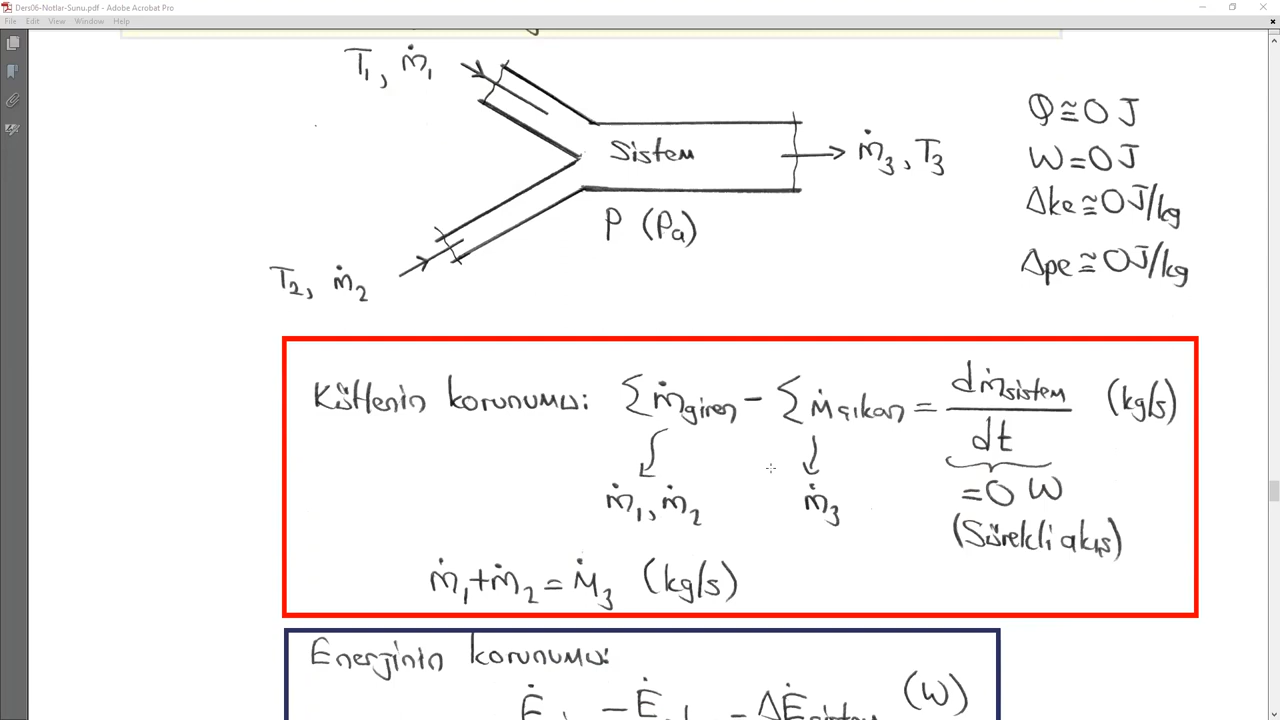 Ders06-Notlar-Sunu.pdf - Adobe Acrobat Pro
File Edit View Window Help
T₁, ṁ₁
Sistem
ṁ₃, T₃
P (Pa)
T₂, ṁ₂
Q ≅ 0 J
W = 0 J
Δke ≅ 0 J/kg
Δpe ≅ 0 J/kg
Kütlenin korunumu: Σṁgiren - Σṁçıkan = dṁsistem/dt (kg/s)
ṁ₁, ṁ₂
ṁ₃
= 0 W
(Sürekli akış)
ṁ₁ + ṁ₂ = ṁ₃ (kg/s)
Enerjinin korunumu:
(W)